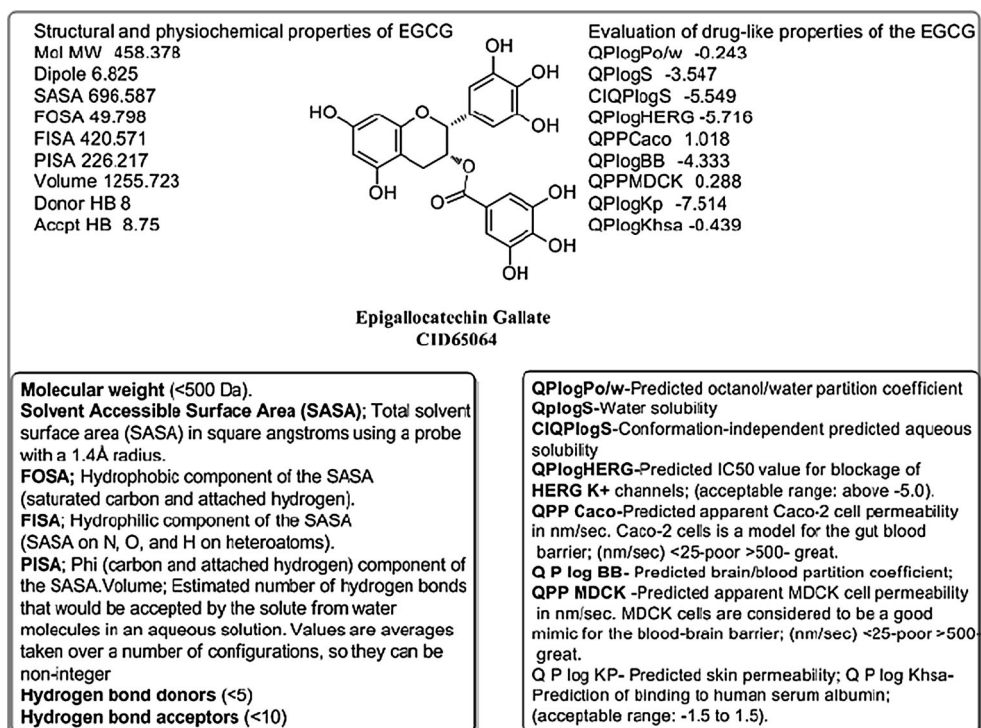 Structural and physiochemical properties of EGCG
Mol MW 458.378
Dipole 6.825
SASA 696.587
FOSA 49.798
FISA 420.571
PISA 226.217
Volume 1255.723
Donor HB 8
Accpt HB 8.75
OH
OH
OH
HO
O
OH
O
O
OH
OH
OH
Epigallocatechin Gallate
CID65064
Evaluation of drug-like properties of the EGCG
QPlogPo/w -0.243
QPlogS -3.547
CIQPlogS -5.549
QPlogHERG -5.716
QPPCaco 1.018
QPlogBB -4.333
QPPMDCK 0.288
QPlogKp -7.514
QPlogKhsa -0.439
Molecular weight (<500 Da).
Solvent Accessible Surface Area (SASA); Total solvent
surface area (SASA) in square angstroms using a probe
with a 1.4Å radius.
FOSA; Hydrophobic component of the SASA
(saturated carbon and attached hydrogen).
FISA; Hydrophilic component of the SASA
(SASA on N, O, and H on heteroatoms).
PISA; Phi (carbon and attached hydrogen) component of
the SASA.Volume; Estimated number of hydrogen bonds
that would be accepted by the solute from water
molecules in an aqueous solution. Values are averages
taken over a number of configurations, so they can be
non-integer
Hydrogen bond donors (<5)
Hydrogen bond acceptors (<10)
QPlogPo/w-Predicted octanol/water partition coefficient
QplogS-Water solubility
CIQPlogS-Conformation-independent predicted aqueous
solubility
QPlogHERG-Predicted IC50 value for blockage of
HERG K+ channels; (acceptable range: above -5.0).
QPP Caco-Predicted apparent Caco-2 cell permeability
in nm/sec. Caco-2 cells is a model for the gut blood
barrier; (nm/sec) <25-poor >500- great.
Q P log BB- Predicted brain/blood partition coefficient;
QPP MDCK -Predicted apparent MDCK cell permeability
in nm/sec. MDCK cells are considered to be a good
mimic for the blood-brain barrier; (nm/sec) <25-poor >500-
great.
Q P log KP- Predicted skin permeability; Q P log Khsa-
Prediction of binding to human serum albumin;
(acceptable range: -1.5 to 1.5).